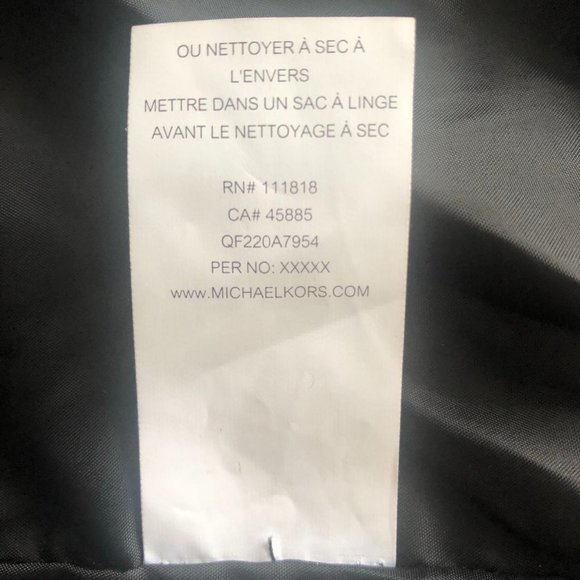 OU NETTOYER À SEC À
L'ENVERS
METTRE DANS UN SAC À LINGE
AVANT LE NETTOYAGE À SEC
RN# 111818
CA# 45885
QF220A7954
PER NO: XXXXX
www.MICHAELKORS.COM